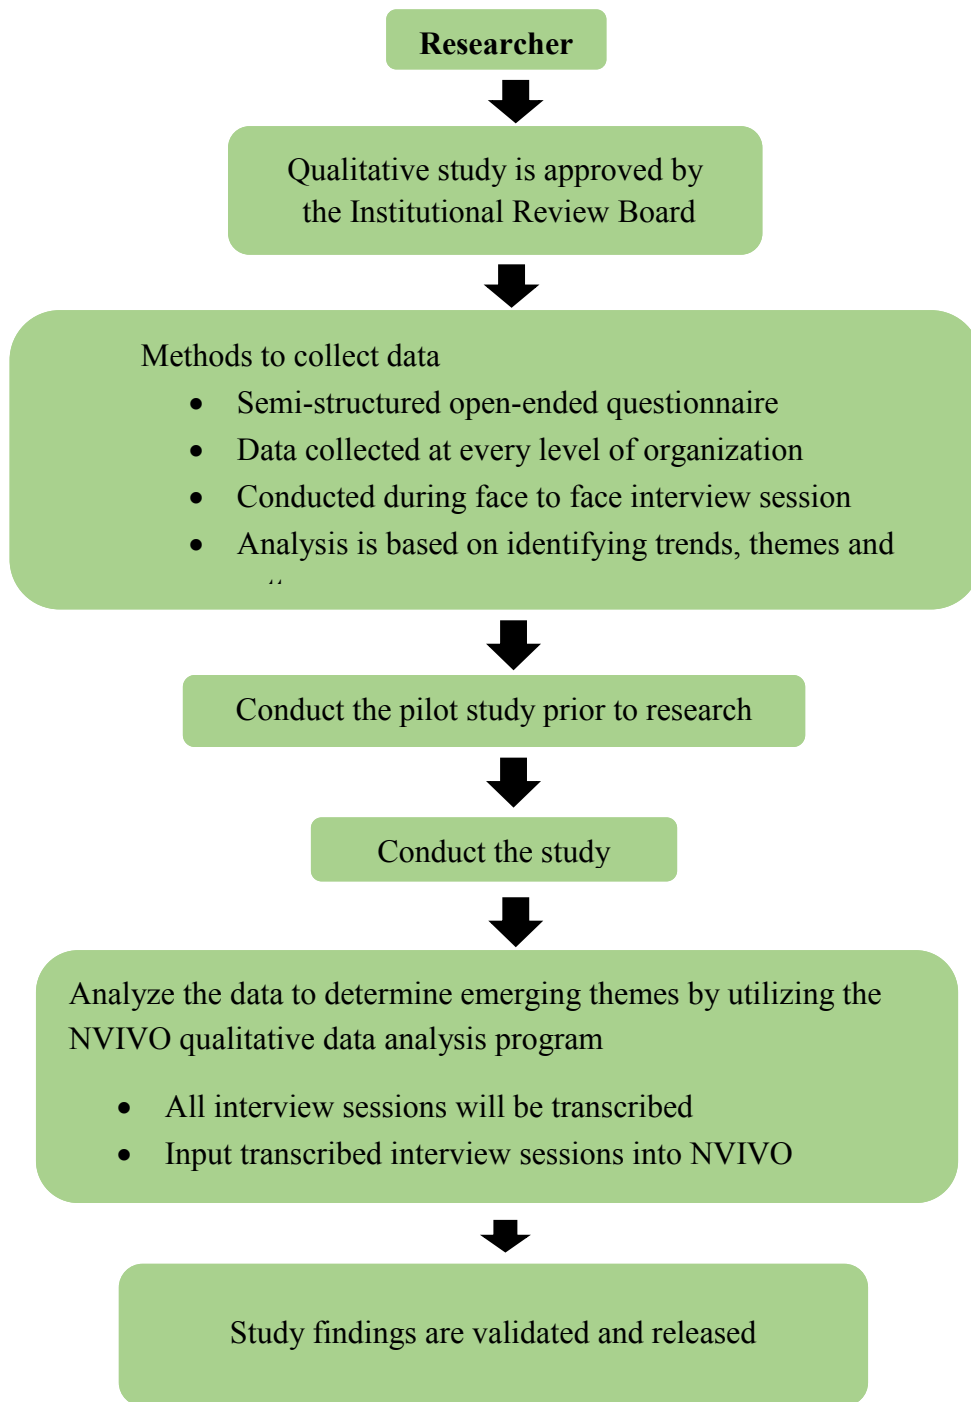 Researcher
Qualitative study is approved by
the Institutional Review Board
Methods to collect data
• Semi-structured open-ended questionnaire
• Data collected at every level of organization
• Conducted during face to face interview session
• Analysis is based on identifying trends, themes and
Conduct the pilot study prior to research
Conduct the study
Analyze the data to determine emerging themes by utilizing the
NVIVO qualitative data analysis program
• All interview sessions will be transcribed
• Input transcribed interview sessions into NVIVO
Study findings are validated and released